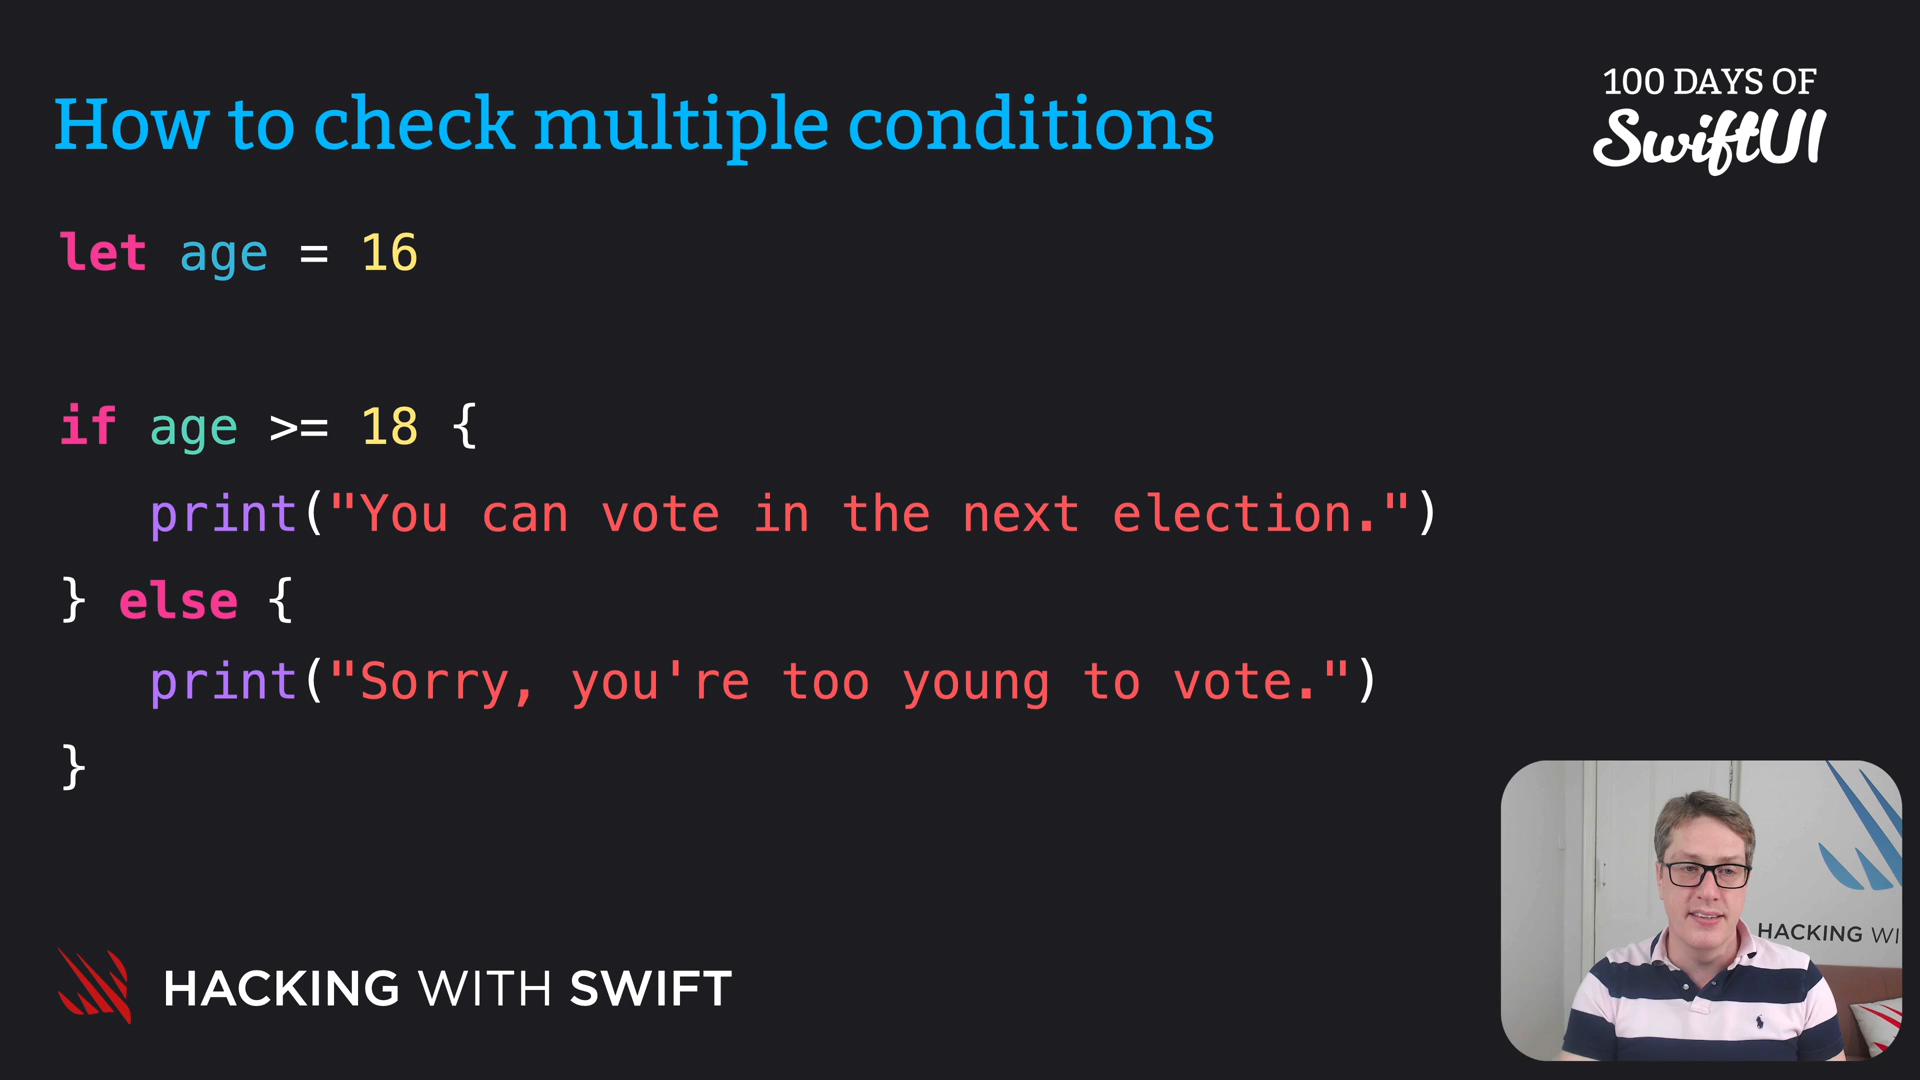 How to check multiple conditions
100 DAYS OF
SwiftUI
let age = 16
if age >= 18 {
print("You can vote in the next election.")
} else {
print("Sorry, you're too young to vote.")
}
HACKING WITH SWIFT
HACKING WI